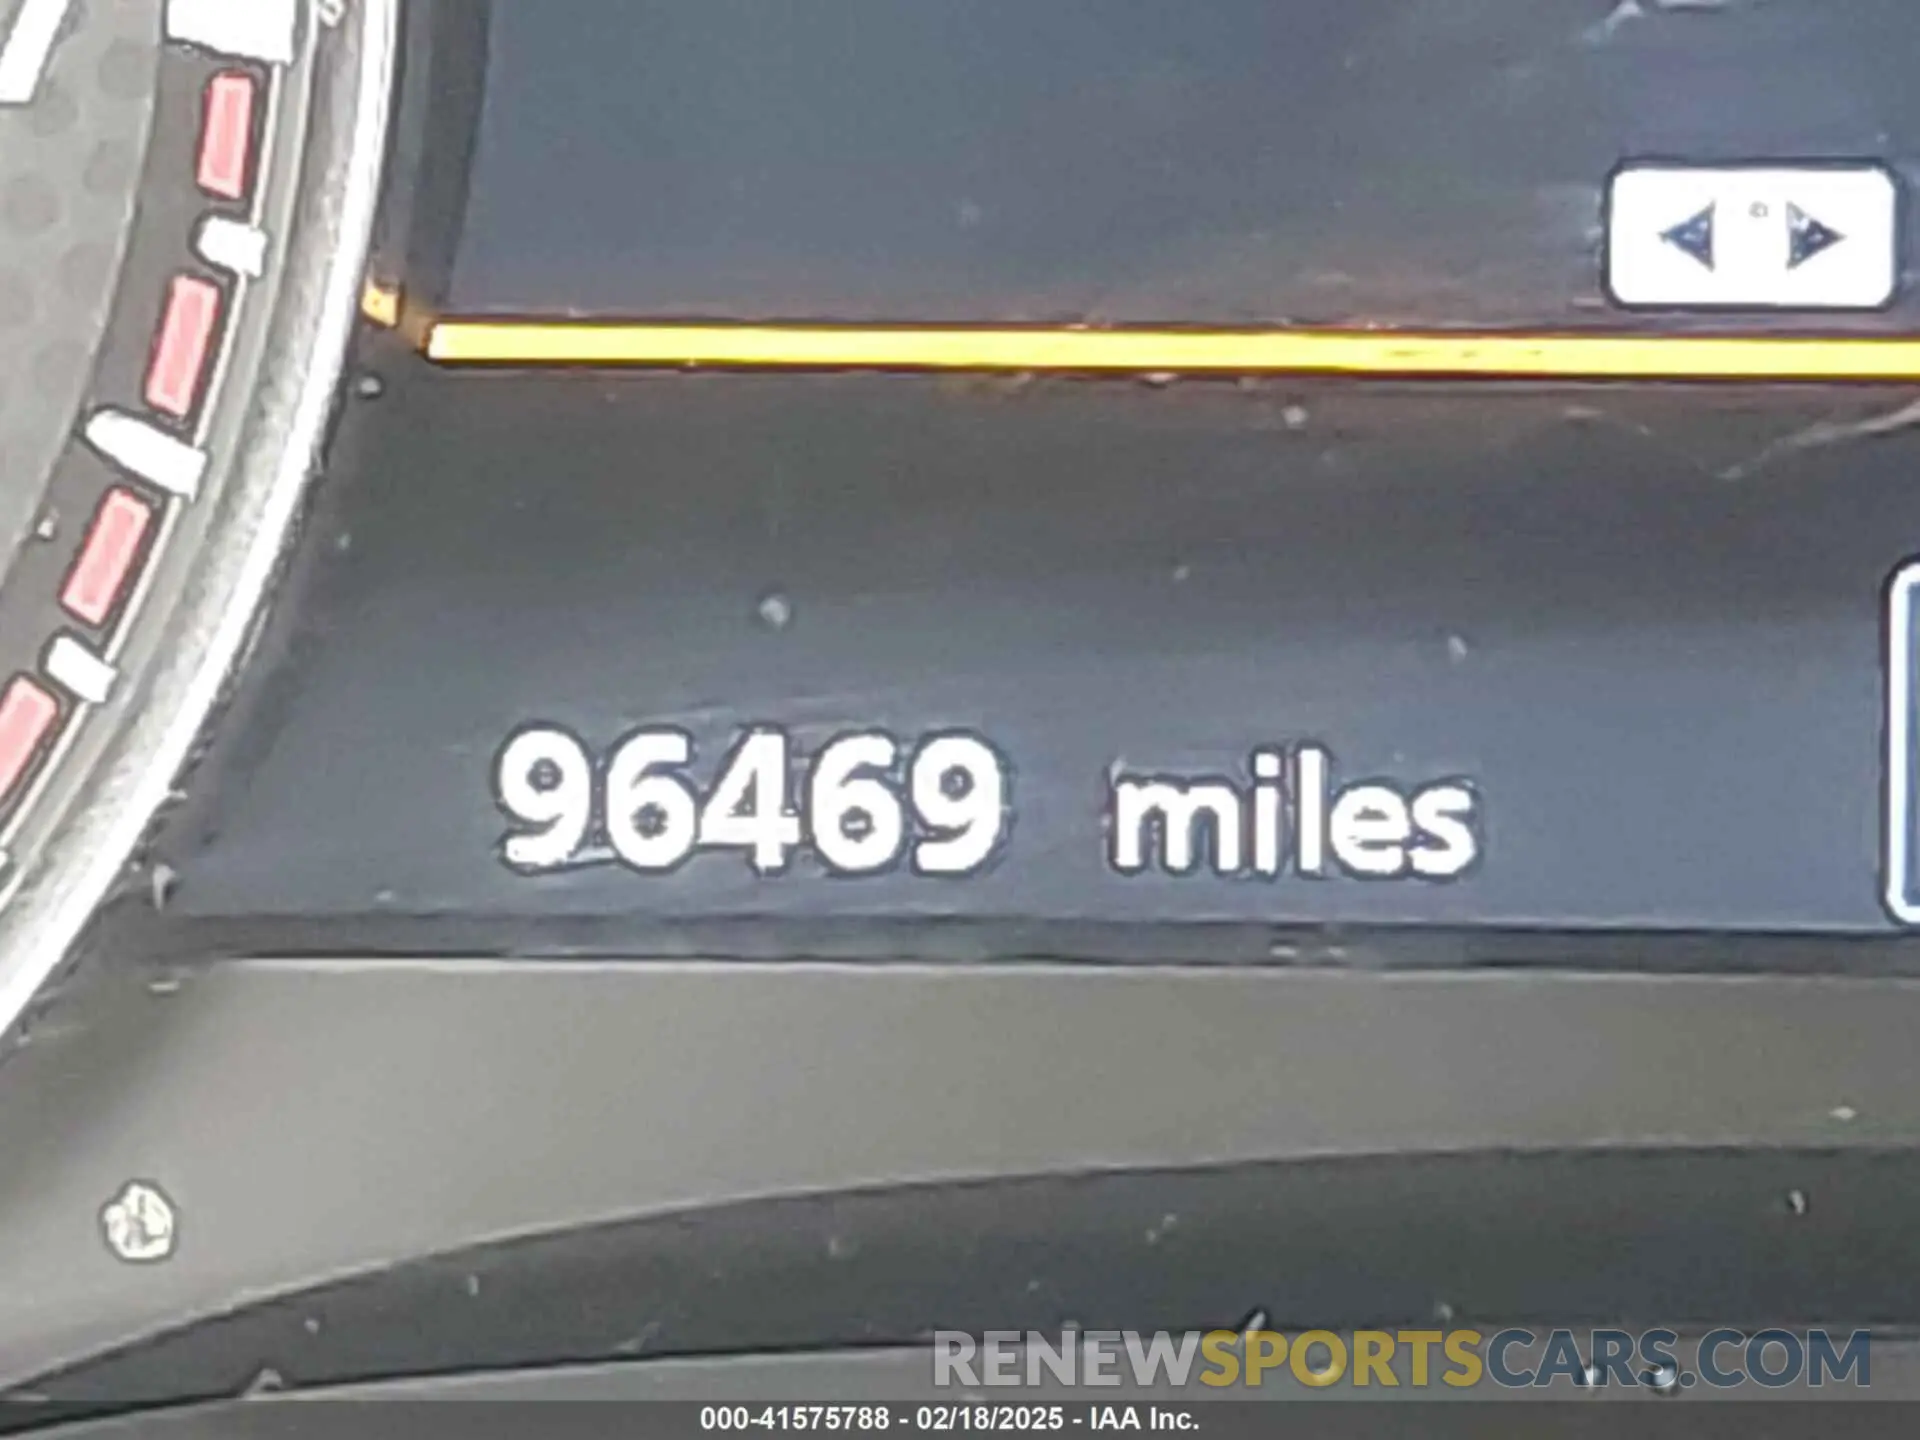 96469 miles
RENEWSPORTSCARS.COM
000-41575788 - 02/18/2025 - IAA Inc.